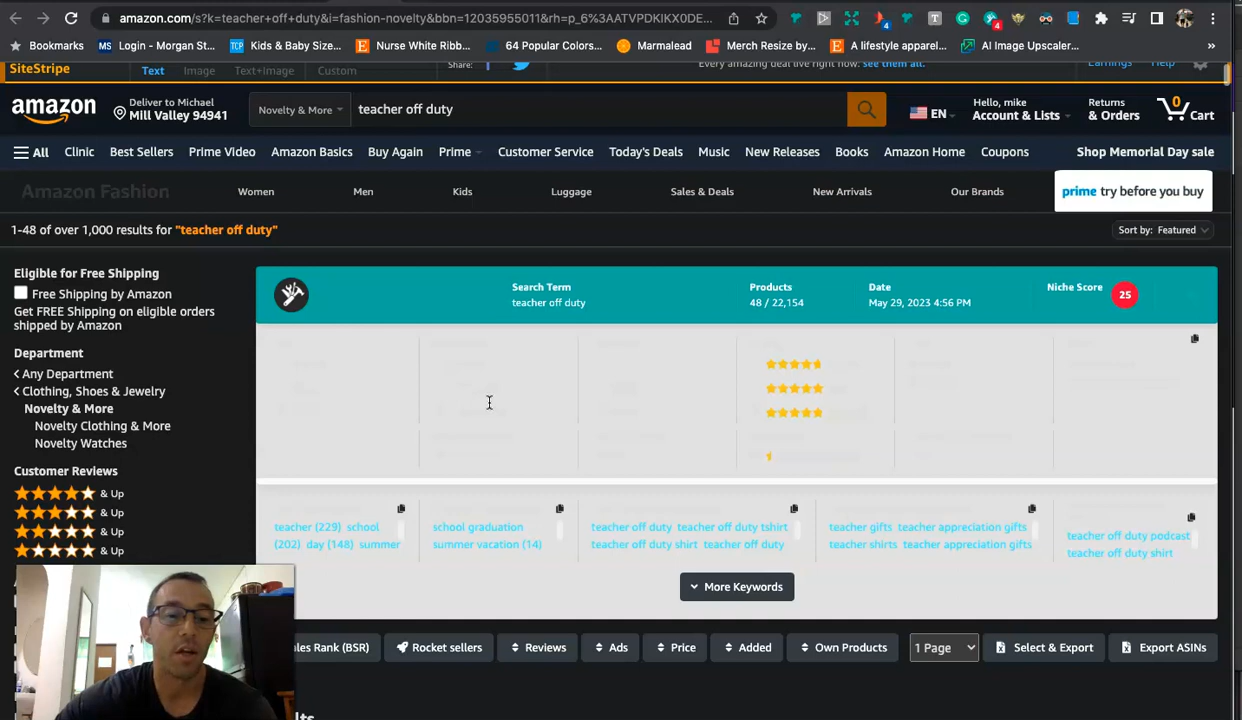 amazon.com/s?k=teacher+off+duty&i=fashion-novelty&bbn=12035955011&rh=p_6%3AATVPDKIKX0DE...
Bookmarks Login - Morgan St... Kids & Baby Size... Nurse White Ribb... 64 Popular Colors... Marmalead Merch Resize by... A lifestyle apparel... AI Image Upscaler... »
SiteStripe Text Image Text+Image Custom Share: Every amazing deal live right now: see them all. Earnings Help
amazon Deliver to Michael
Mill Valley 94941 Novelty & More teacher off duty EN Hello, mike
Account & Lists Returns
& Orders 0 Cart
All Clinic Best Sellers Prime Video Amazon Basics Buy Again Prime Customer Service Today's Deals Music New Releases Books Amazon Home Coupons Shop Memorial Day sale
Amazon Fashion Women Men Kids Luggage Sales & Deals New Arrivals Our Brands prime try before you buy
1-48 of over 1,000 results for "teacher off duty" Sort by: Featured
Eligible for Free Shipping
Free Shipping by Amazon
Get FREE Shipping on eligible orders
shipped by Amazon
Department
< Any Department
< Clothing, Shoes & Jewelry
Novelty & More
Novelty Clothing & More
Novelty Watches
Customer Reviews
& Up
& Up
& Up
& Up
Search Term
teacher off duty
Products
48 / 22,154
Date
May 29, 2023 4:56 PM
Niche Score 25
teacher (229) school
(202) day (148) summer
school graduation
summer vacation (14)
teacher off duty teacher off duty tshirt
teacher off duty shirt teacher off duty
teacher gifts teacher appreciation gifts
teacher shirts teacher appreciation gifts
teacher off duty podcast
teacher off duty shirt
More Keywords
ales Rank (BSR) Rocket sellers Reviews Ads Price Added Own Products 1 Page Select & Export Export ASINs
lts